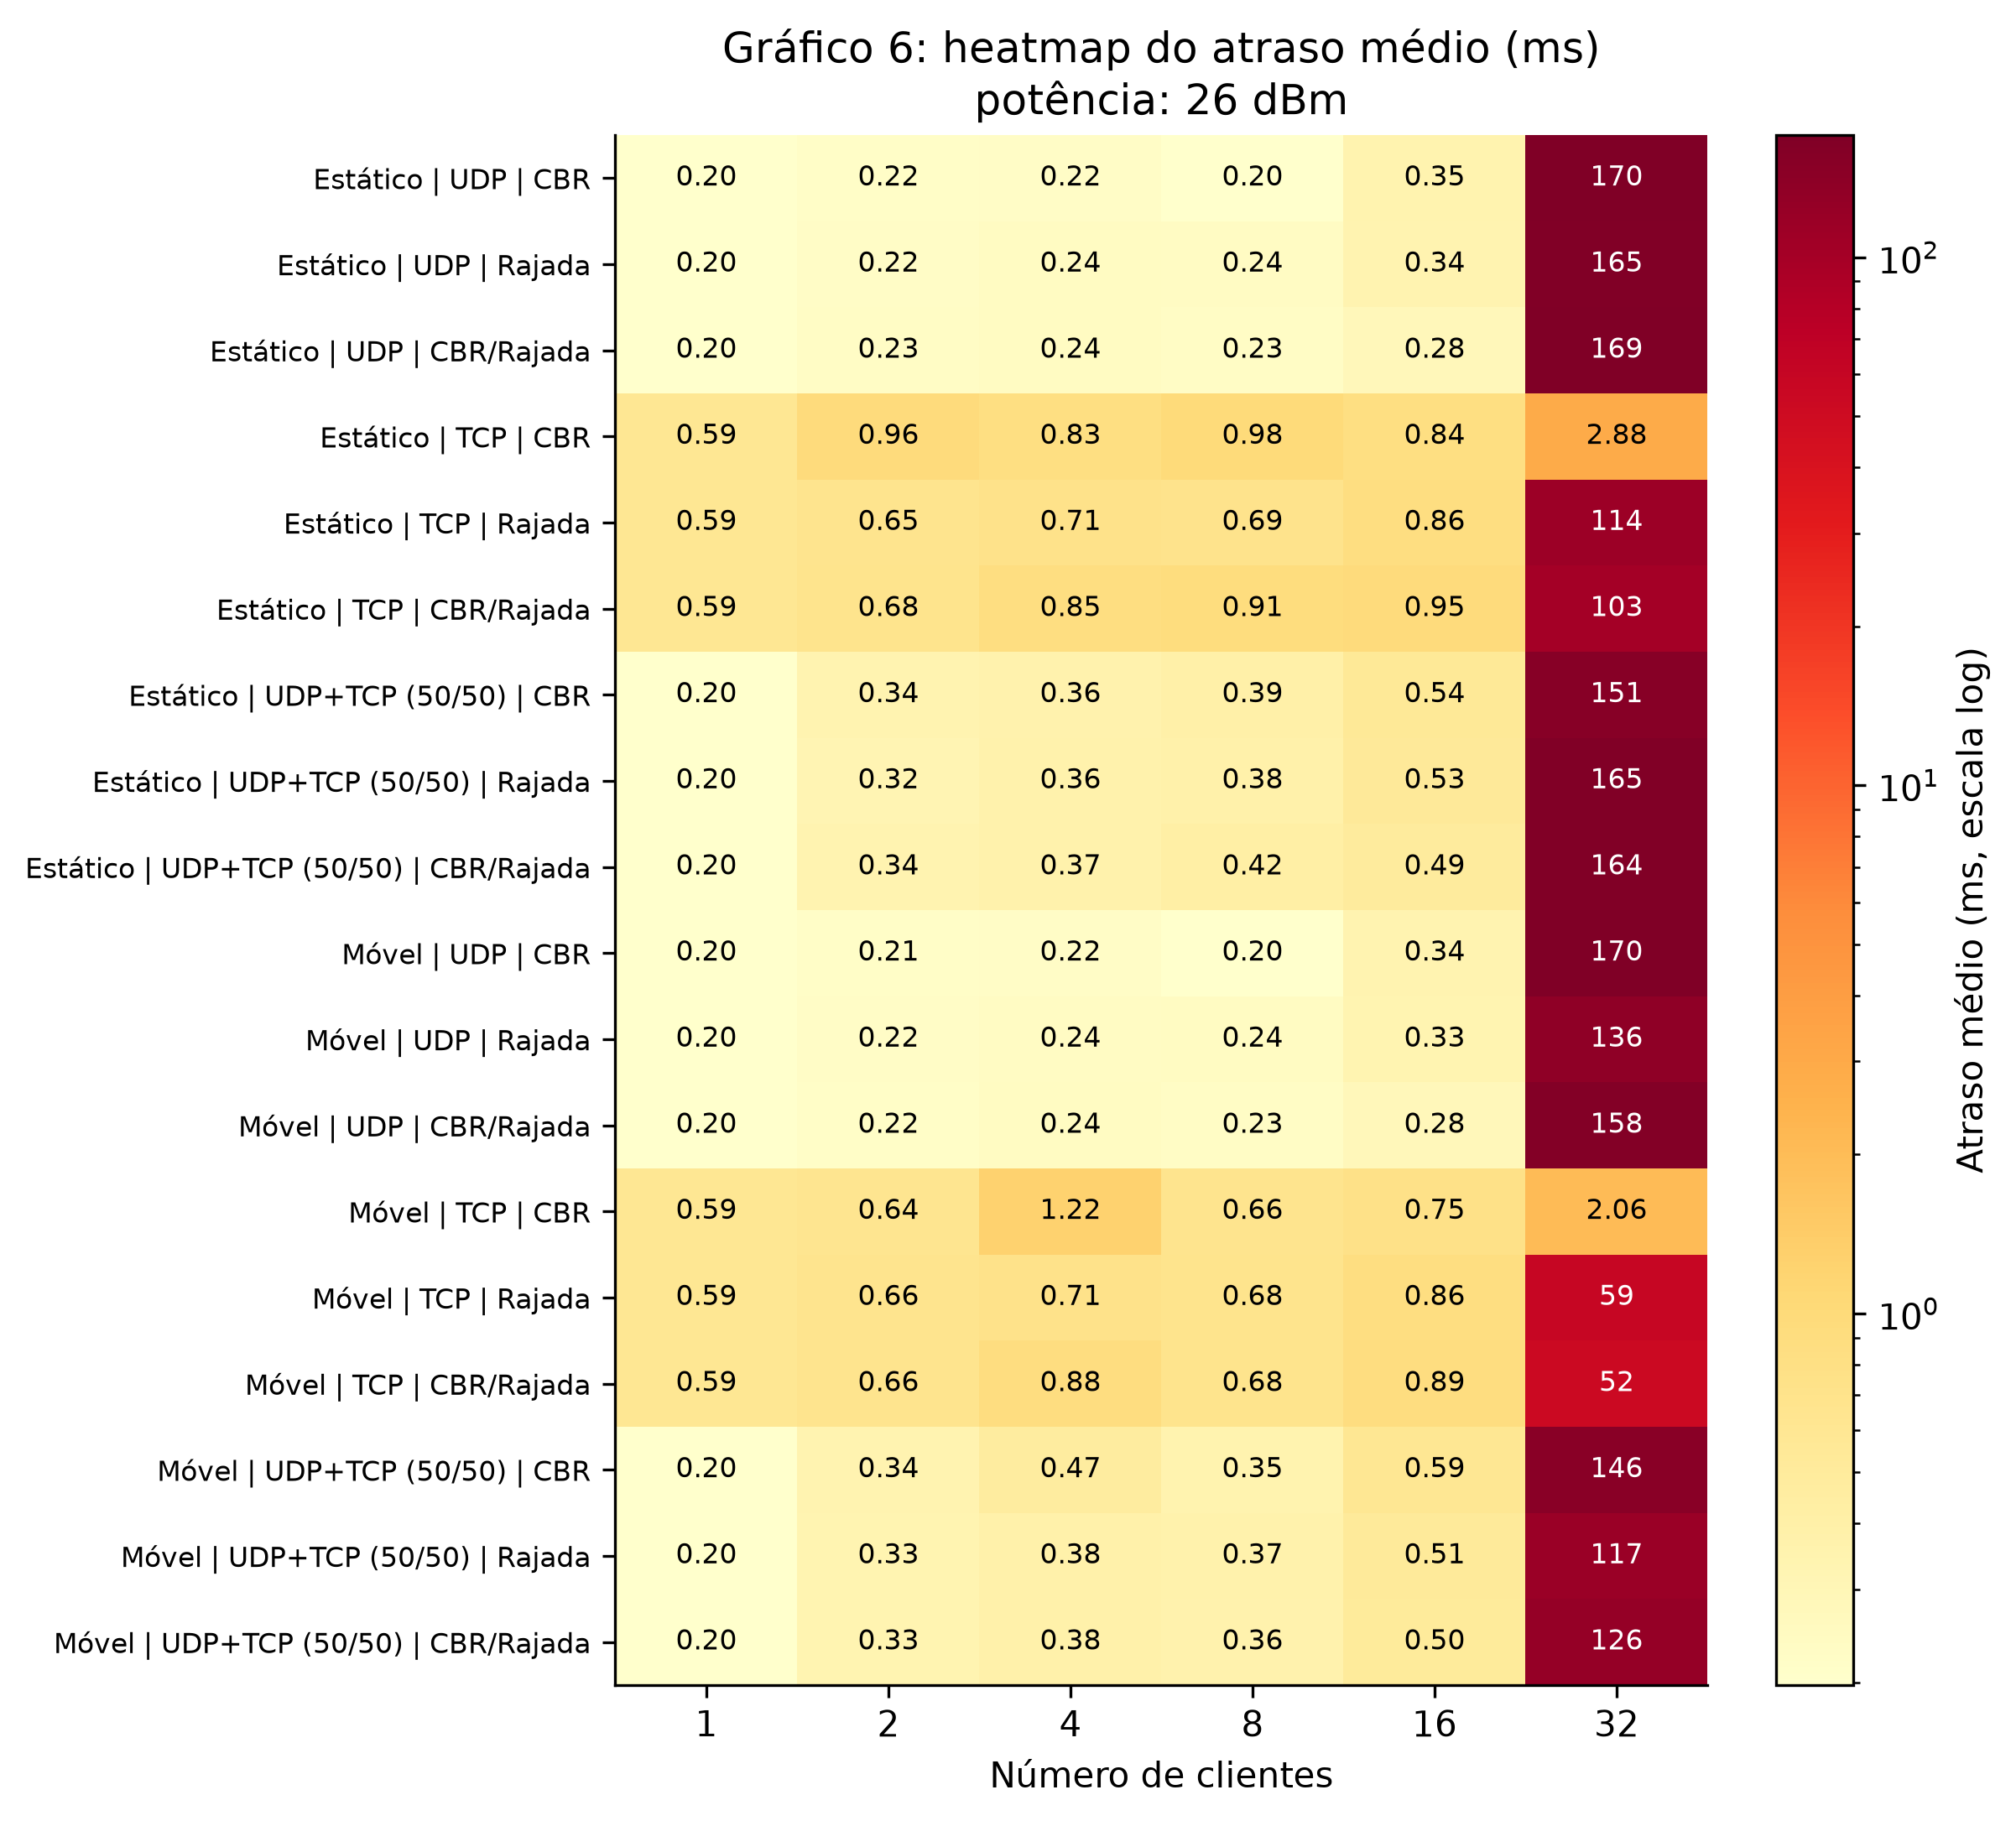 Gráfico 6: heatmap do atraso médio (ms)
potência: 26 dBm
Estático | UDP | CBR 0.20 0.22 0.22 0.20 0.35 170
Estático | UDP | Rajada 0.20 0.22 0.24 0.24 0.34 165
Estático | UDP | CBR/Rajada 0.20 0.23 0.24 0.23 0.28 169
Estático | TCP | CBR 0.59 0.96 0.83 0.98 0.84 2.88
Estático | TCP | Rajada 0.59 0.65 0.71 0.69 0.86 114
Estático | TCP | CBR/Rajada 0.59 0.68 0.85 0.91 0.95 103
Estático | UDP+TCP (50/50) | CBR 0.20 0.34 0.36 0.39 0.54 151
Estático | UDP+TCP (50/50) | Rajada 0.20 0.32 0.36 0.38 0.53 165
Estático | UDP+TCP (50/50) | CBR/Rajada 0.20 0.34 0.37 0.42 0.49 164
Móvel | UDP | CBR 0.20 0.21 0.22 0.20 0.34 170
Móvel | UDP | Rajada 0.20 0.22 0.24 0.24 0.33 136
Móvel | UDP | CBR/Rajada 0.20 0.22 0.24 0.23 0.28 158
Móvel | TCP | CBR 0.59 0.64 1.22 0.66 0.75 2.06
Móvel | TCP | Rajada 0.59 0.66 0.71 0.68 0.86 59
Móvel | TCP | CBR/Rajada 0.59 0.66 0.88 0.68 0.89 52
Móvel | UDP+TCP (50/50) | CBR 0.20 0.34 0.47 0.35 0.59 146
Móvel | UDP+TCP (50/50) | Rajada 0.20 0.33 0.38 0.37 0.51 117
Móvel | UDP+TCP (50/50) | CBR/Rajada 0.20 0.33 0.38 0.36 0.50 126
1 2 4 8 16 32
Número de clientes
10²
10¹
10⁰
Atraso médio (ms, escala log)